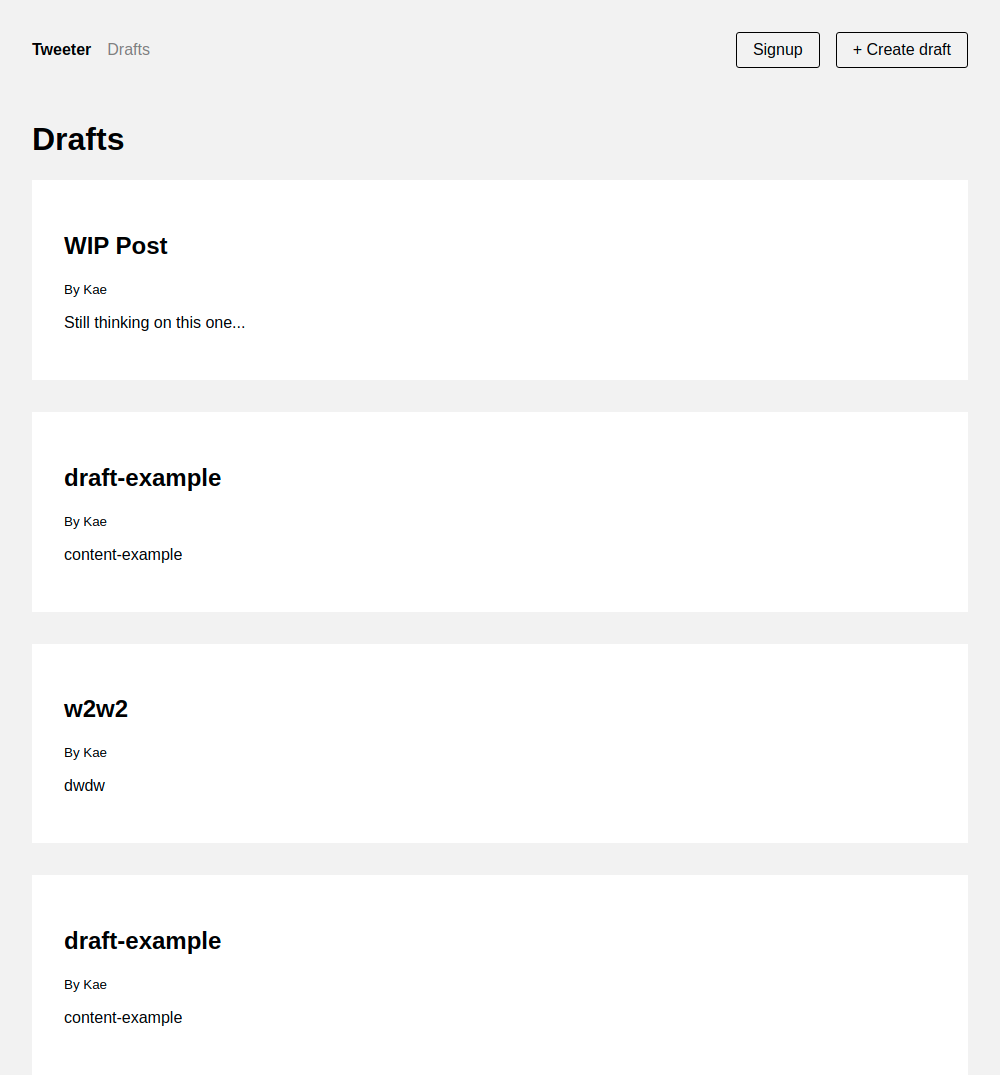 Tweeter Drafts Signup + Create draft
Drafts
WIP Post
By Kae
Still thinking on this one...
draft-example
By Kae
content-example
w2w2
By Kae
dwdw
draft-example
By Kae
content-example